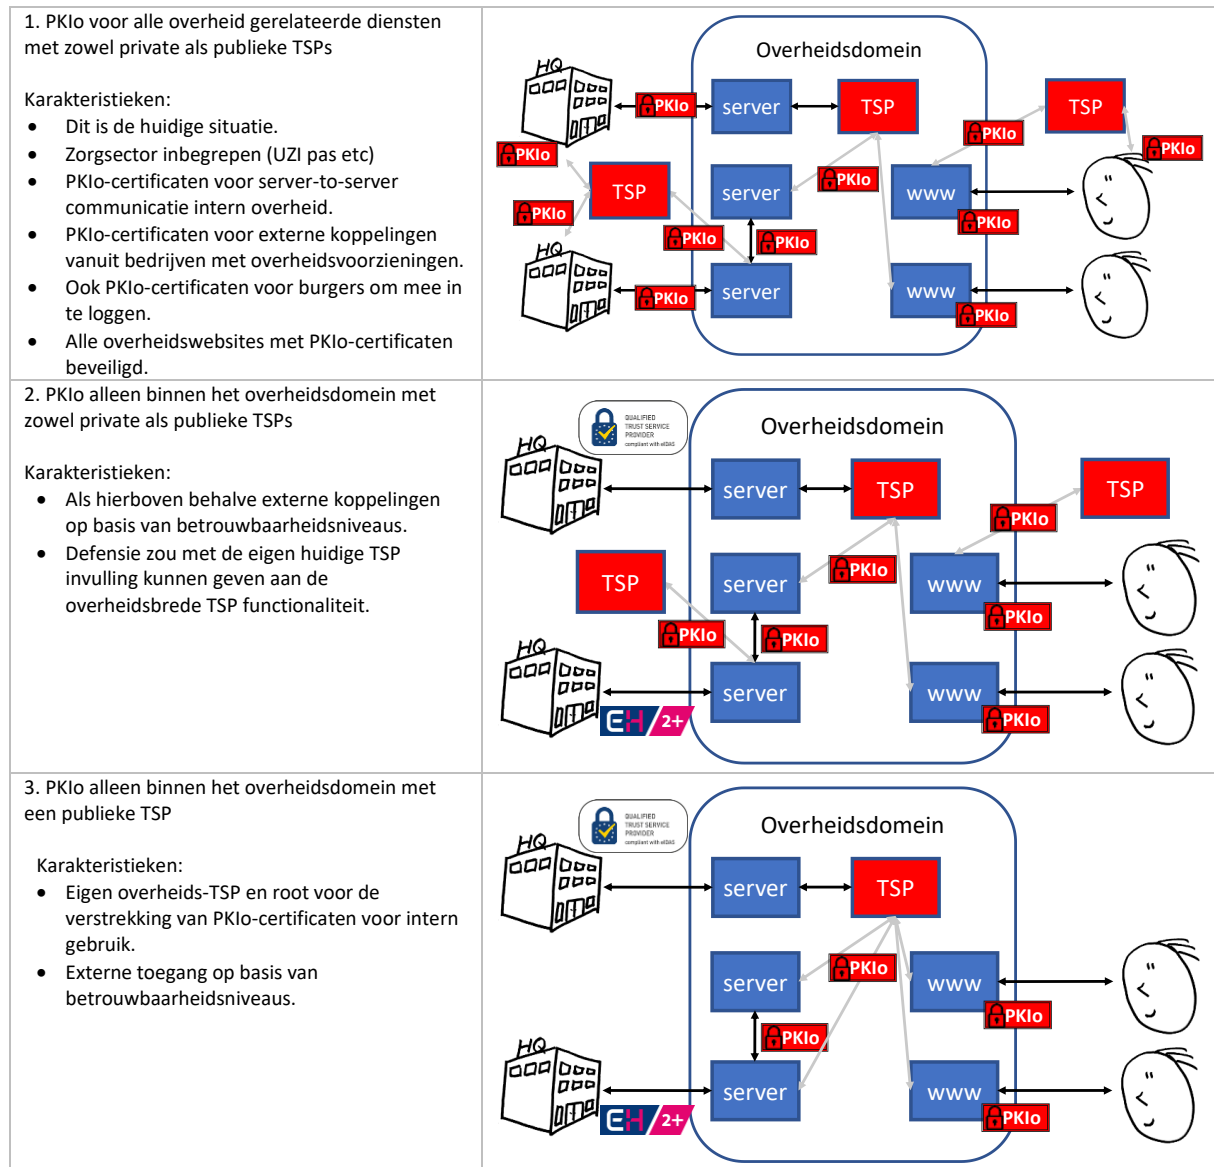 1. PKIo voor alle overheid gerelateerde diensten
met zowel private als publieke TSPs
Karakteristieken:
• Dit is de huidige situatie.
• Zorgsector inbegrepen (UZI pas etc)
• PKIo-certificaten voor server-to-server
communicatie intern overheid.
• PKIo-certificaten voor externe koppelingen
vanuit bedrijven met overheidsvoorzieningen.
• Ook PKIo-certificaten voor burgers om mee in
te loggen.
• Alle overheidswebsites met PKIo-certificaten
beveiligd.
Overheidsdomein
HQ
PKIo
server
TSP
TSP
PKIo
PKIo
PKIo
PKIo
TSP
server
www
PKIo
PKIo
PKIo
PKIo
HQ
PKIo
server
www
PKIo
2. PKIo alleen binnen het overheidsdomein met
zowel private als publieke TSPs
Karakteristieken:
• Als hierboven behalve externe koppelingen
op basis van betrouwbaarheidsniveaus.
• Defensie zou met de eigen huidige TSP
invulling kunnen geven aan de
overheidsbrede TSP functionaliteit.
QUALIFIED
TRUST SERVICE
PROVIDER
compliant with eIDAS
Overheidsdomein
HQ
server
TSP
TSP
PKIo
TSP
server
PKIo
www
PKIo
PKIo
PKIo
HQ
server
www
EH 2+
PKIo
3. PKIo alleen binnen het overheidsdomein met
een publieke TSP
Karakteristieken:
• Eigen overheids-TSP en root voor de
verstrekking van PKIo-certificaten voor intern
gebruik.
• Externe toegang op basis van
betrouwbaarheidsniveaus.
QUALIFIED
TRUST SERVICE
PROVIDER
compliant with eIDAS
Overheidsdomein
HQ
server
TSP
server
PKIo
www
PKIo
PKIo
HQ
server
www
EH 2+
PKIo